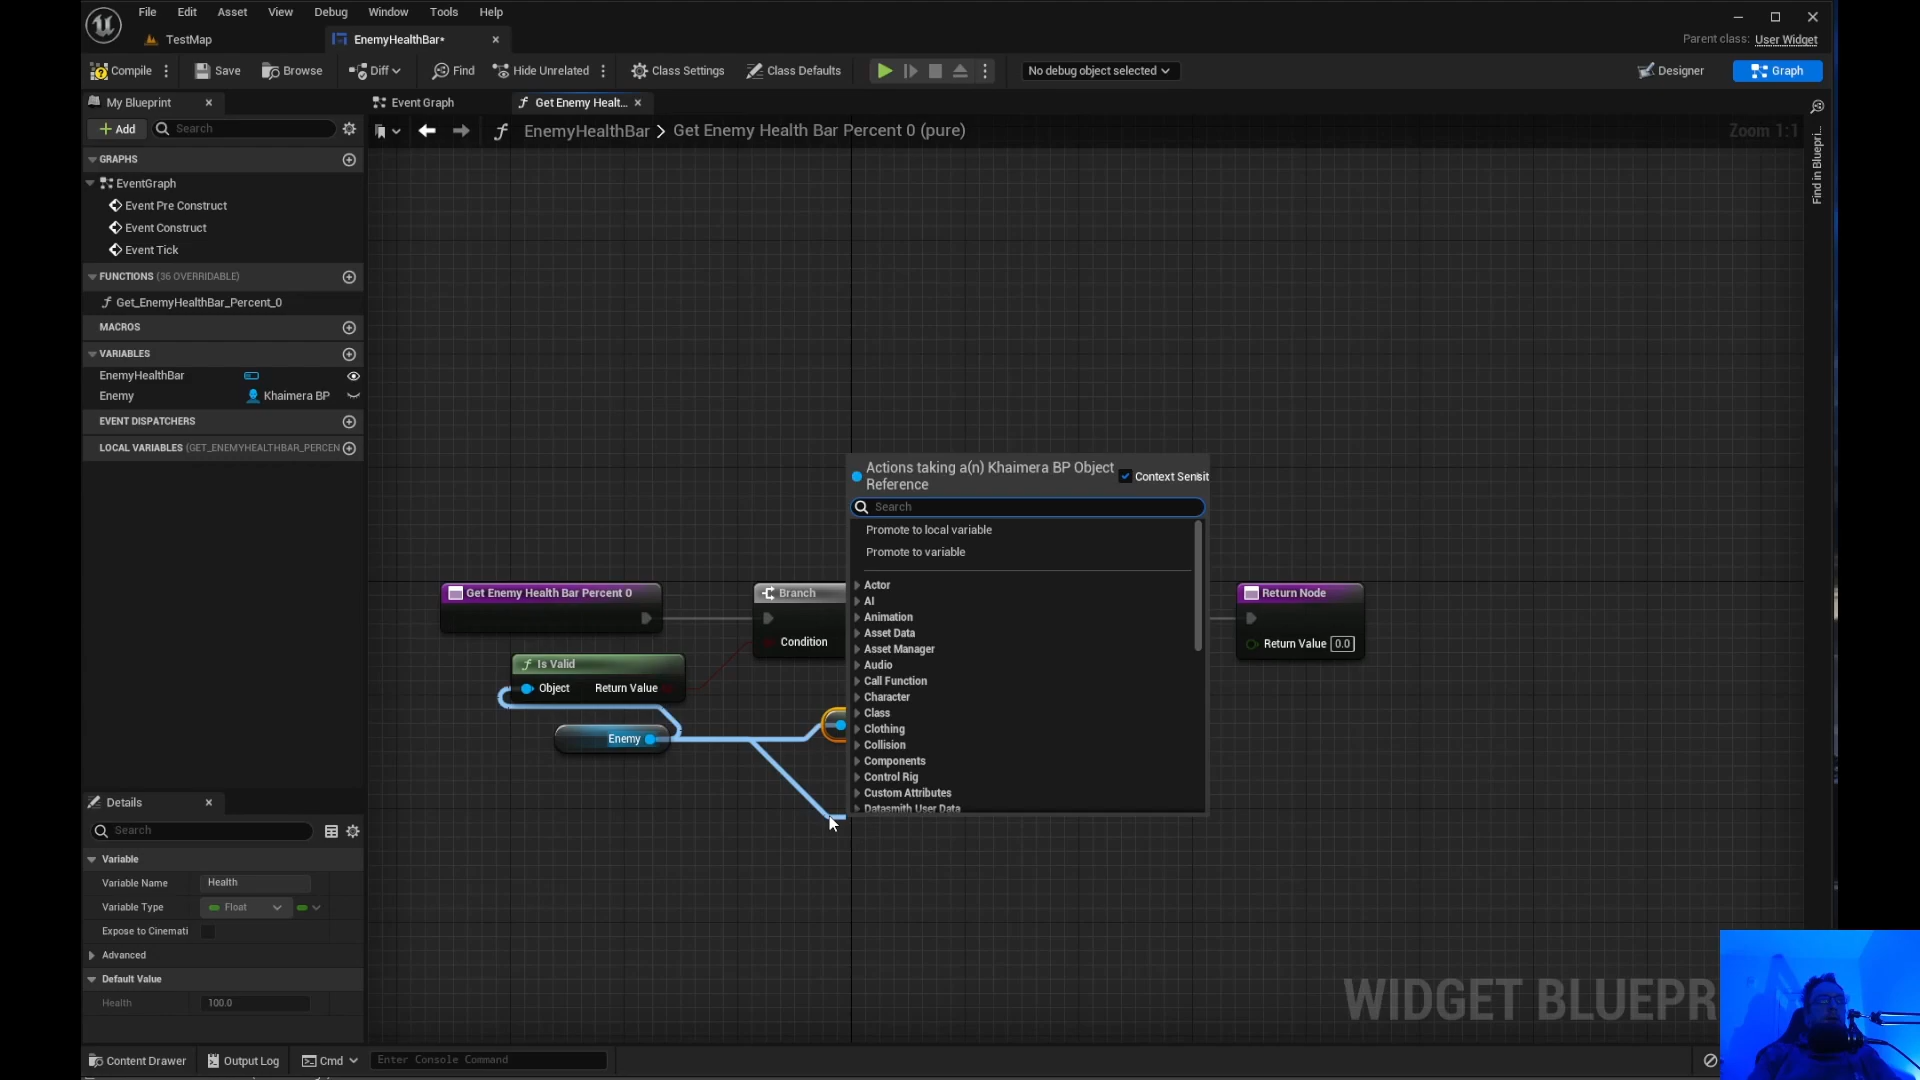 File Edit Asset View Debug Window Tools Help
TestMap
EnemyHealthBar•
Parent class: User Widget
Compile
Save
Browse
Diff
Find
Hide Unrelated
Class Settings
Class Defaults
No debug object selected
Designer
Graph
My Blueprint
Event Graph
Get Enemy Healt...
Add
Search
EnemyHealthBar > Get Enemy Health Bar Percent 0 (pure)
Zoom 1:1
Find in Bluepri...
GRAPHS
EventGraph
Event Pre Construct
Event Construct
Event Tick
FUNCTIONS (36 OVERRIDABLE)
Get_EnemyHealthBar_Percent_0
MACROS
VARIABLES
EnemyHealthBar
Enemy Khaimera BP
EVENT DISPATCHERS
LOCAL VARIABLES (GET_ENEMYHEALTHBAR_PERCEN
Actions taking a(n) Khaimera BP Object
Reference
Context Sensit
Search
Promote to local variable
Promote to variable
Actor
AI
Animation
Asset Data
Asset Manager
Audio
Call Function
Character
Class
Clothing
Collision
Components
Control Rig
Custom Attributes
Datasmith User Data
Get Enemy Health Bar Percent 0
Branch
Condition
Return Node
Return Value 0.0
Is Valid
Object Return Value
Enemy
Details
Search
Variable
Variable Name Health
Variable Type Float
Expose to Cinemati
Advanced
Default Value
Health 100.0
WIDGET BLUEPR
Content Drawer
Output Log
Cmd
Enter Console Command